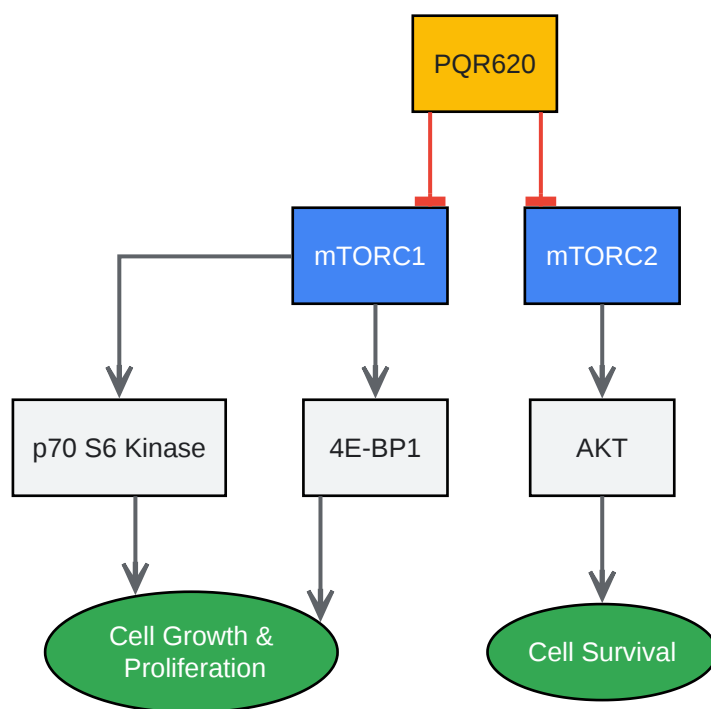 PQR620
mTORC1
mTORC2
p70 S6 Kinase
4E-BP1
AKT
Cell Growth &
Proliferation
Cell Survival